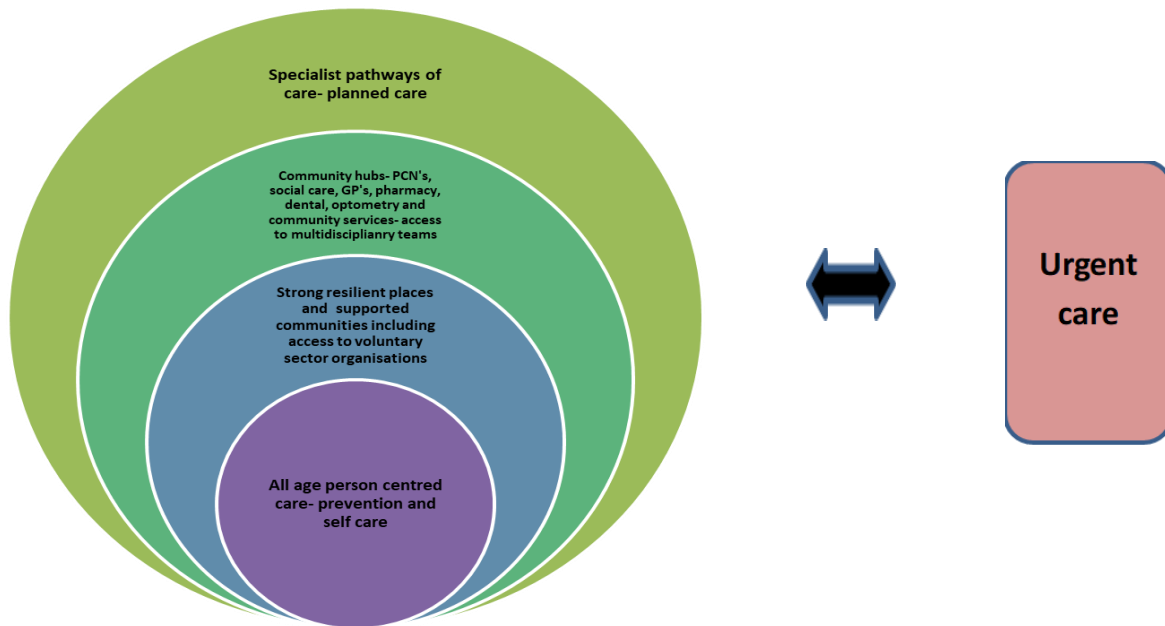 Specialist pathways of
care- planned care
Community hubs- PCN's,
social care, GP's, pharmacy,
dental, optometry and
community services- access
to multidisciplianry teams
Strong resilient places
and supported
communities including
access to voluntary
sector organisations
All age person centred
care- prevention and
self care
Urgent
care